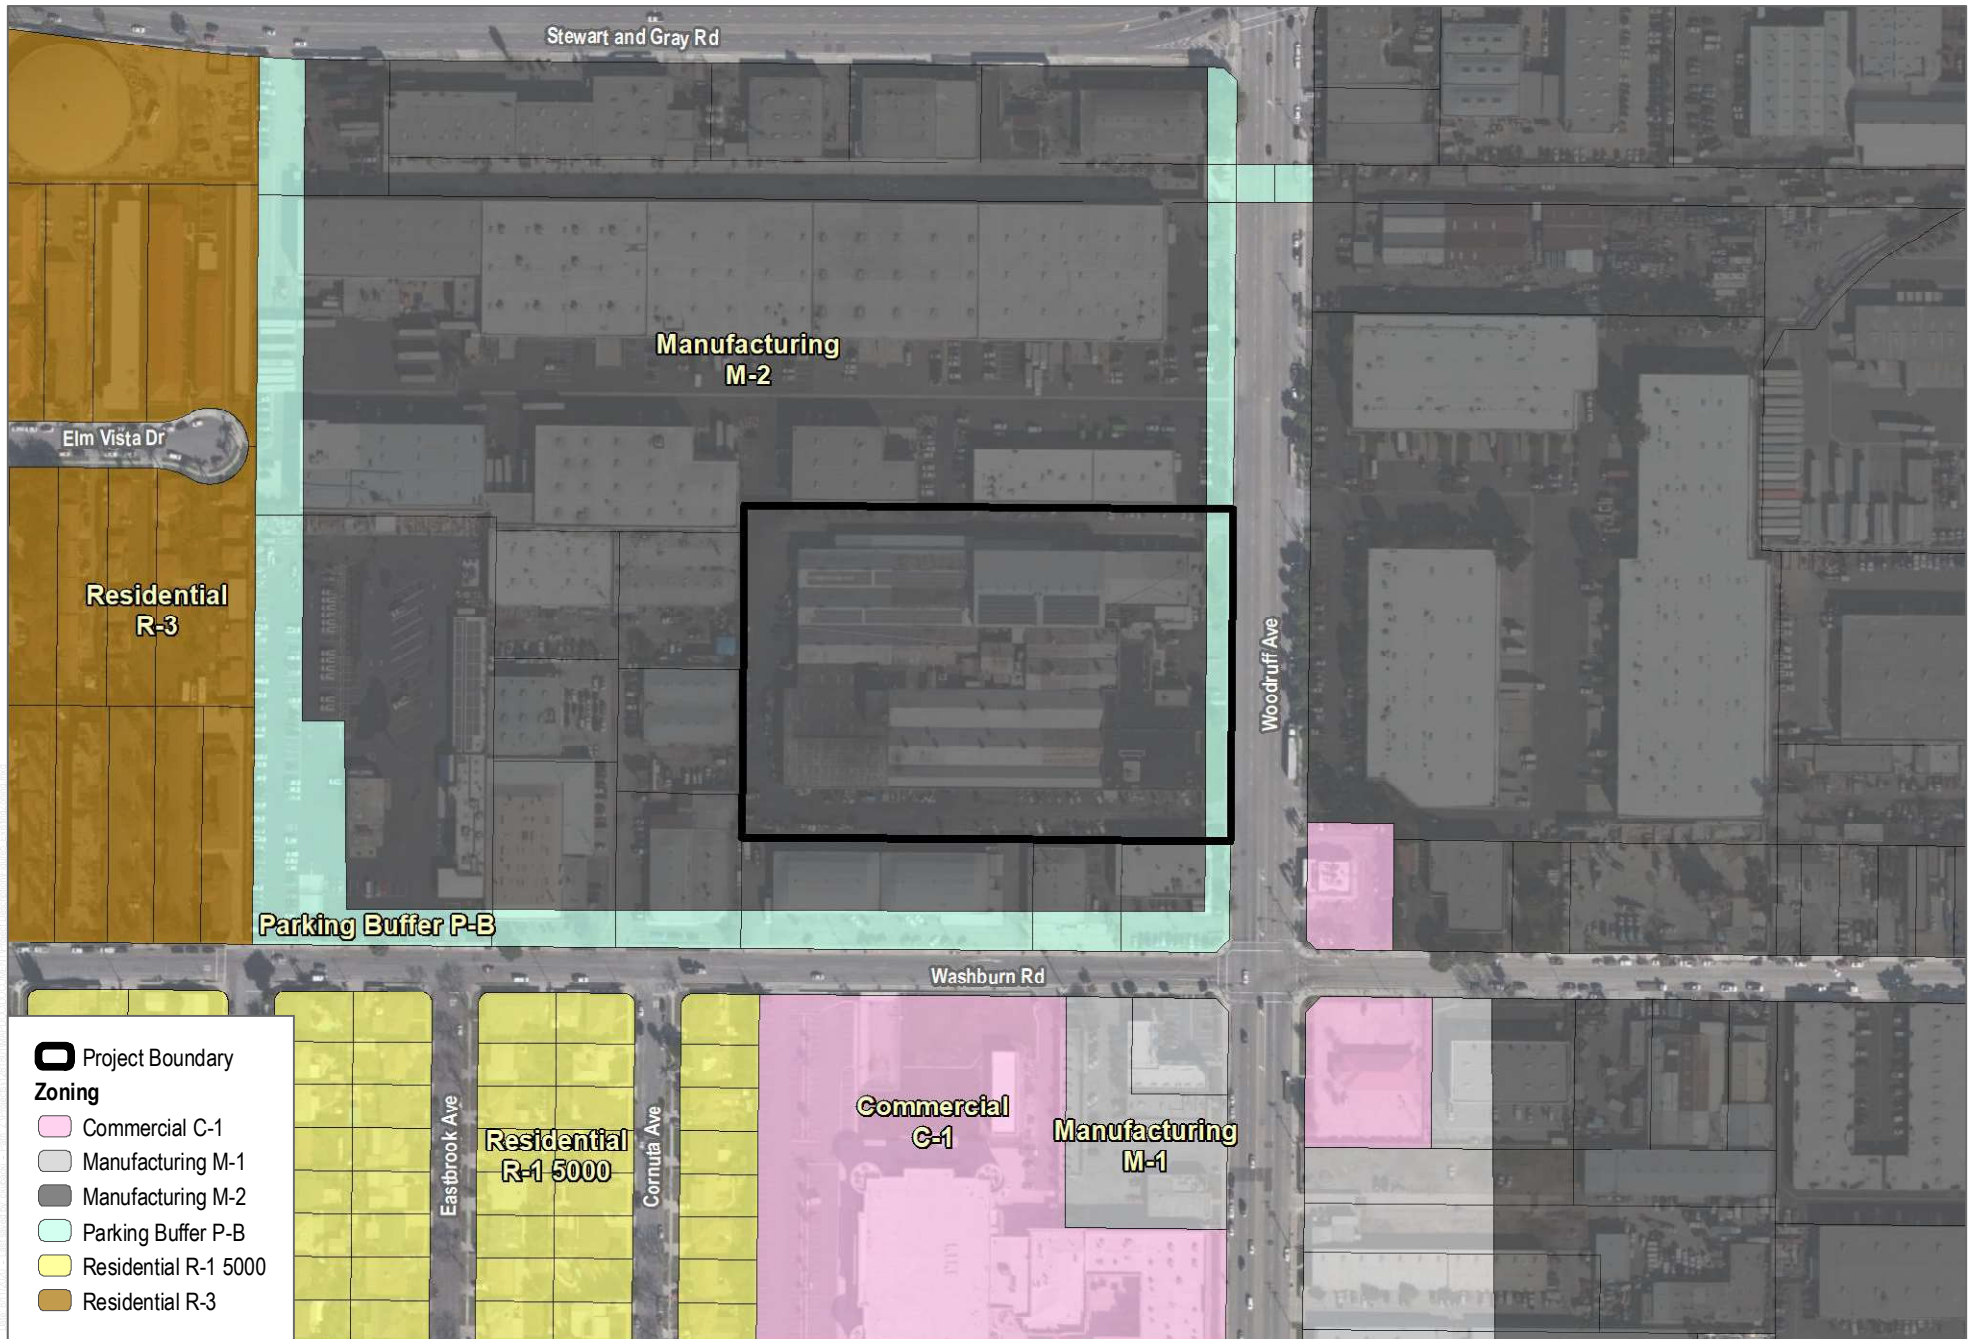 Stewart and Gray Rd
Manufacturing
M-2
Elm Vista Dr
Residential
R-3
Woodruff Ave
Parking Buffer P-B
Washburn Rd
Commercial
C-1
Manufacturing
M-1
Residential
R-1 5000
Eastbrook Ave
Cornuta Ave
Project Boundary
Zoning
Commercial C-1
Manufacturing M-1
Manufacturing M-2
Parking Buffer P-B
Residential R-1 5000
Residential R-3